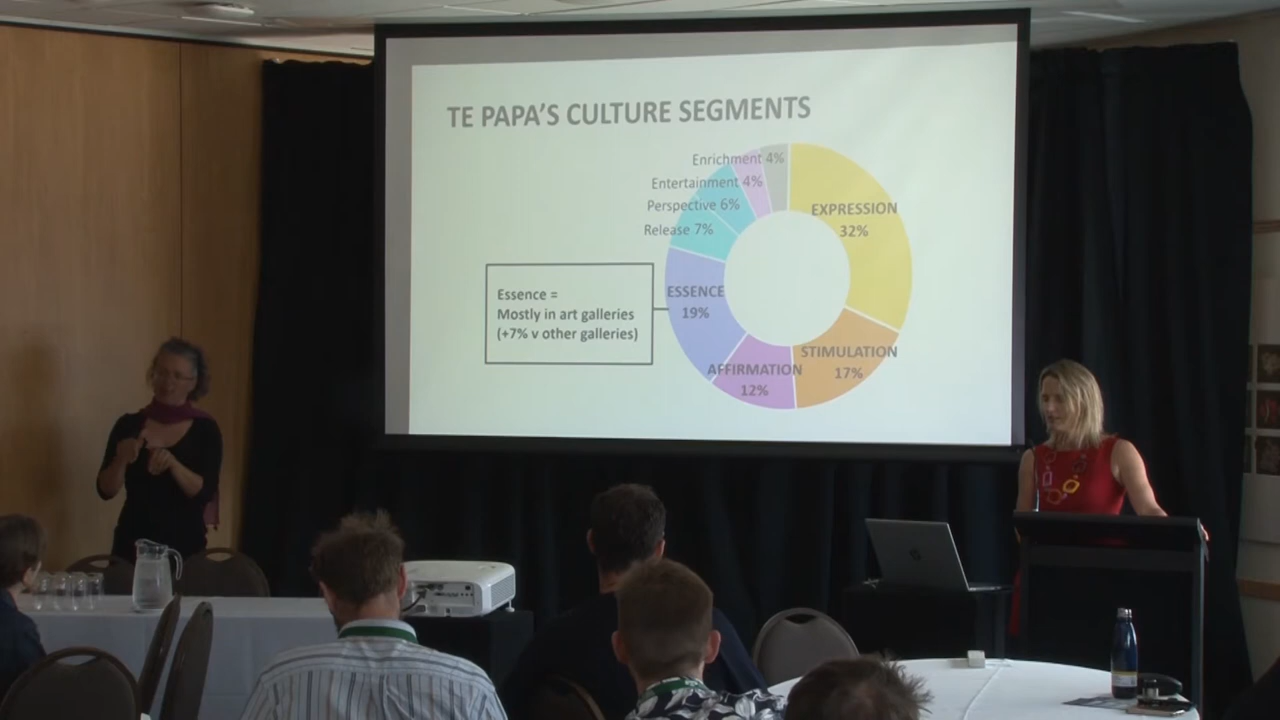 TE PAPA'S CULTURE SEGMENTS
Enrichment 4%
Entertainment 4%
Perspective 6%
Release 7%
EXPRESSION
32%
Essence =
Mostly in art galleries
(+7% v other galleries)
ESSENCE
19%
STIMULATION
17%
AFFIRMATION
12%